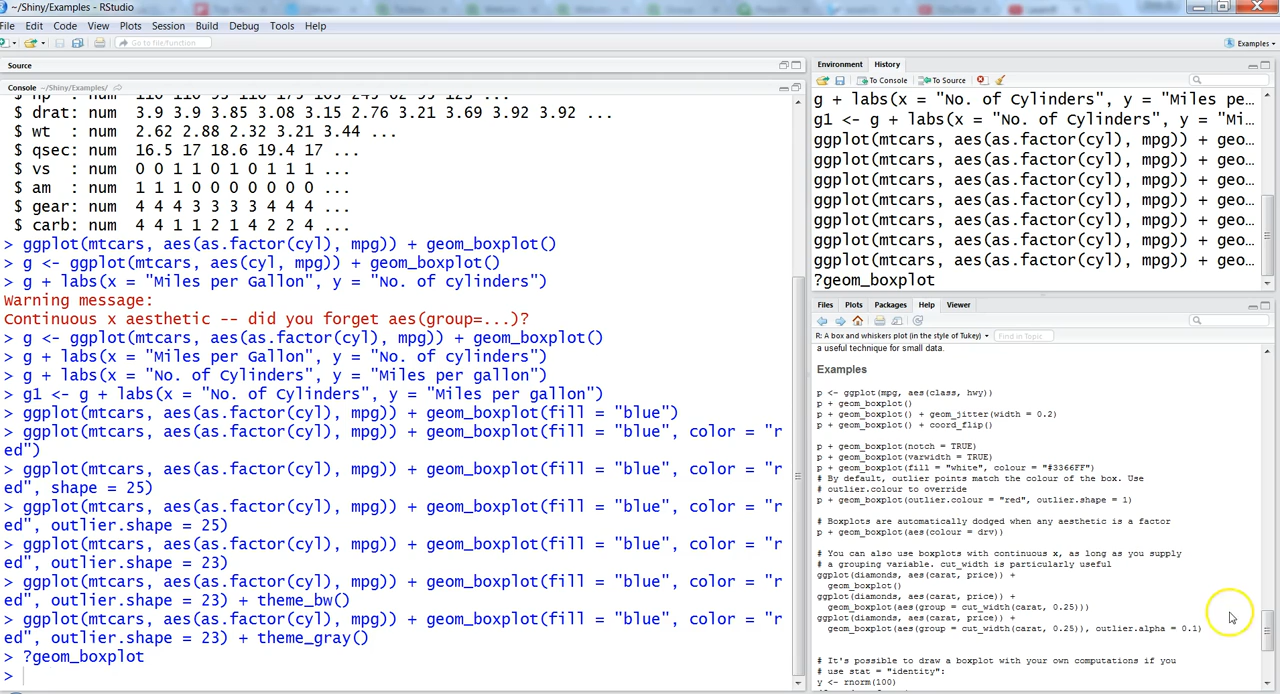 ~/Shiny/Examples - RStudio
File Edit Code View Plots Session Build Debug Tools Help
Go to file/function
Examples
Source
Console ~/Shiny/Examples/
$ drat: num 3.9 3.9 3.85 3.08 3.15 2.76 3.21 3.69 3.92 3.92 ...
$ wt : num 2.62 2.88 2.32 3.21 3.44 ...
$ qsec: num 16.5 17 18.6 19.4 17 ...
$ vs : num 0 0 1 1 0 1 0 1 1 1 ...
$ am : num 1 1 1 0 0 0 0 0 0 0 ...
$ gear: num 4 4 4 3 3 3 3 4 4 4 ...
$ carb: num 4 4 1 1 2 1 4 2 2 4 ...
> ggplot(mtcars, aes(as.factor(cyl), mpg)) + geom_boxplot()
> g <- ggplot(mtcars, aes(cyl, mpg)) + geom_boxplot()
> g + labs(x = "Miles per Gallon", y = "No. of cylinders")
Warning message:
Continuous x aesthetic -- did you forget aes(group=...)?
> g <- ggplot(mtcars, aes(as.factor(cyl), mpg)) + geom_boxplot()
> g + labs(x = "Miles per Gallon", y = "No. of cylinders")
> g + labs(x = "No. of Cylinders", y = "Miles per gallon")
> g1 <- g + labs(x = "No. of Cylinders", y = "Miles per gallon")
> ggplot(mtcars, aes(as.factor(cyl), mpg)) + geom_boxplot(fill = "blue")
> ggplot(mtcars, aes(as.factor(cyl), mpg)) + geom_boxplot(fill = "blue", color = "r
ed")
> ggplot(mtcars, aes(as.factor(cyl), mpg)) + geom_boxplot(fill = "blue", color = "r
ed", shape = 25)
> ggplot(mtcars, aes(as.factor(cyl), mpg)) + geom_boxplot(fill = "blue", color = "r
ed", outlier.shape = 25)
> ggplot(mtcars, aes(as.factor(cyl), mpg)) + geom_boxplot(fill = "blue", color = "r
ed", outlier.shape = 23)
> ggplot(mtcars, aes(as.factor(cyl), mpg)) + geom_boxplot(fill = "blue", color = "r
ed", outlier.shape = 23) + theme_bw()
> ggplot(mtcars, aes(as.factor(cyl), mpg)) + geom_boxplot(fill = "blue", color = "r
ed", outlier.shape = 23) + theme_gray()
> ?geom_boxplot
>
Environment History
To Console To Source
g + labs(x = "No. of Cylinders", y = "Miles pe...
g1 <- g + labs(x = "No. of Cylinders", y = "Mi...
ggplot(mtcars, aes(as.factor(cyl), mpg)) + geo...
ggplot(mtcars, aes(as.factor(cyl), mpg)) + geo...
ggplot(mtcars, aes(as.factor(cyl), mpg)) + geo...
ggplot(mtcars, aes(as.factor(cyl), mpg)) + geo...
ggplot(mtcars, aes(as.factor(cyl), mpg)) + geo...
ggplot(mtcars, aes(as.factor(cyl), mpg)) + geo...
ggplot(mtcars, aes(as.factor(cyl), mpg)) + geo...
?geom_boxplot
Files Plots Packages Help Viewer
R: A box and whiskers plot (in the style of Tukey) Find in Topic
a useful technique for small data.
Examples
p <- ggplot(mpg, aes(class, hwy))
p + geom_boxplot()
p + geom_boxplot() + geom_jitter(width = 0.2)
p + geom_boxplot() + coord_flip()
p + geom_boxplot(notch = TRUE)
p + geom_boxplot(varwidth = TRUE)
p + geom_boxplot(fill = "white", colour = "#3366FF")
# By default, outlier points match the colour of the box. Use
# outlier.colour to override
p + geom_boxplot(outlier.colour = "red", outlier.shape = 1)
# Boxplots are automatically dodged when any aesthetic is a factor
p + geom_boxplot(aes(colour = drv))
# You can also use boxplots with continuous x, as long as you supply
# a grouping variable. cut_width is particularly useful
ggplot(diamonds, aes(carat, price)) +
geom_boxplot()
ggplot(diamonds, aes(carat, price)) +
geom_boxplot(aes(group = cut_width(carat, 0.25)))
ggplot(diamonds, aes(carat, price)) +
geom_boxplot(aes(group = cut_width(carat, 0.25)), outlier.alpha = 0.1)
# It's possible to draw a boxplot with your own computations if you
# use stat = "identity":
y <- rnorm(100)